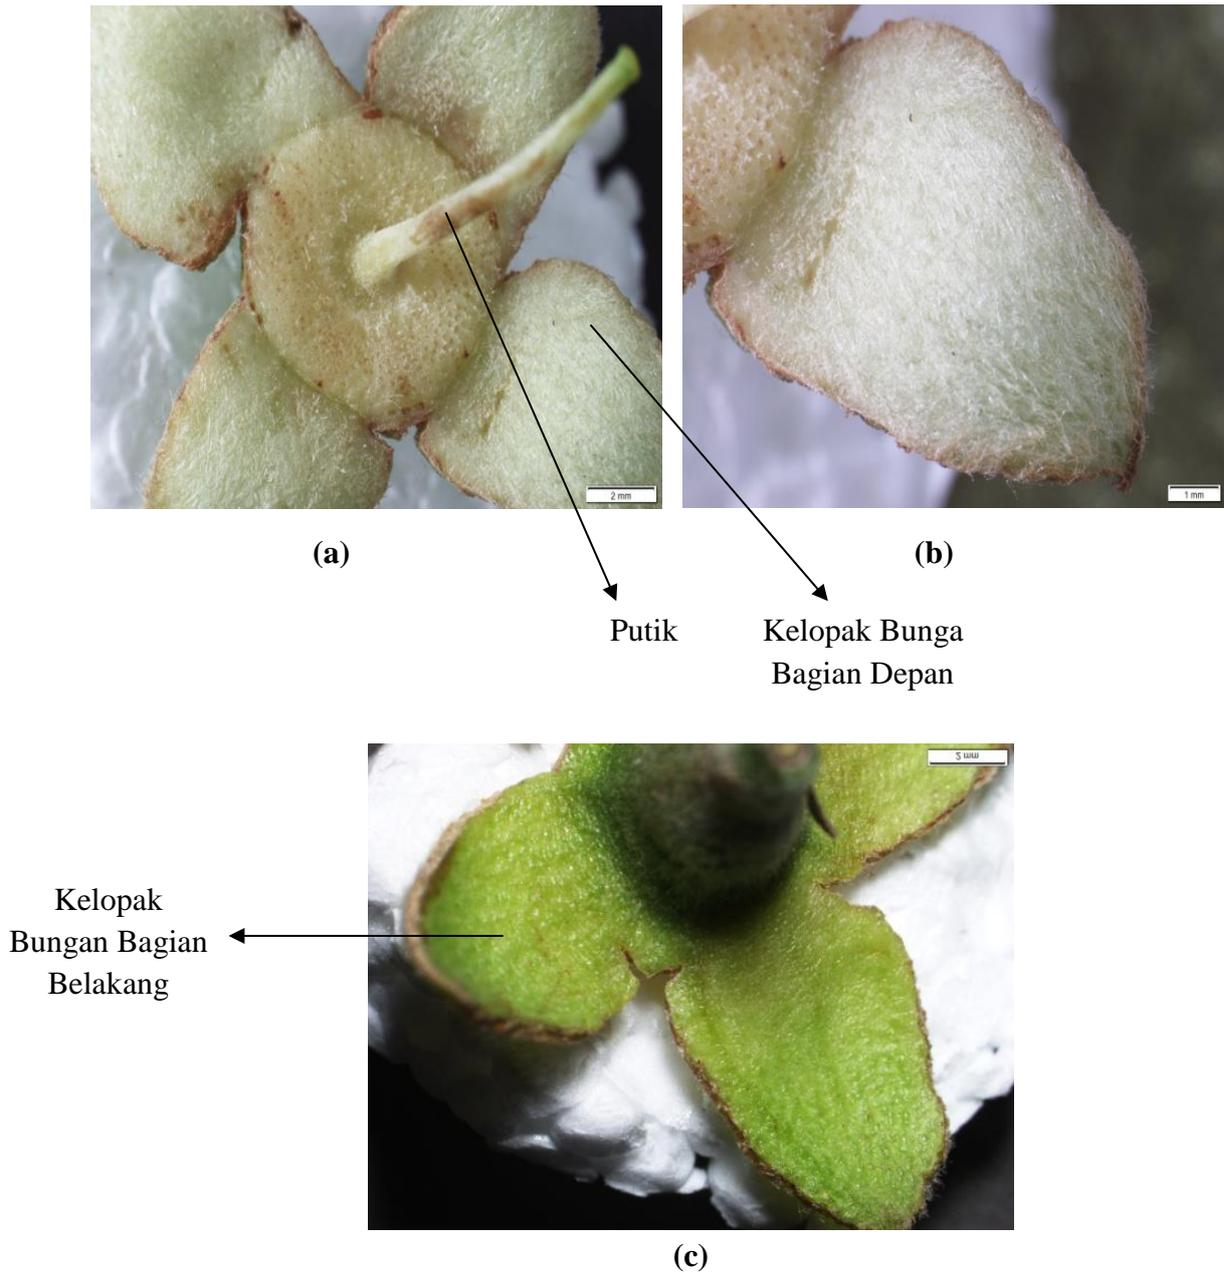 2 mm
1 mm
(a)
(b)
Putik
Kelopak Bunga
Bagian Depan
2 mm
Kelopak
Bungan Bagian
Belakang
(c)